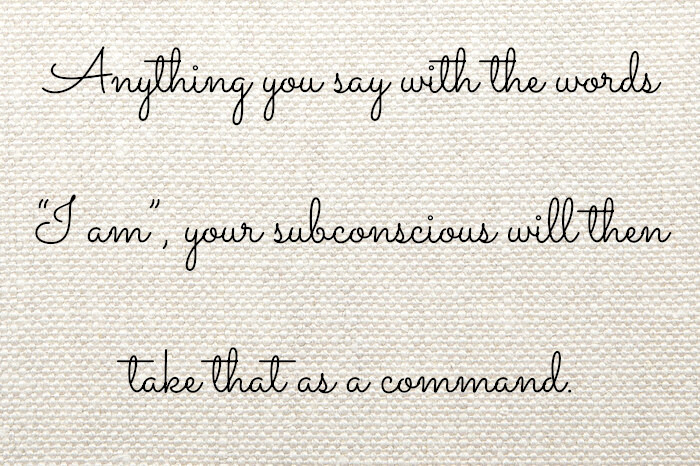 Anything you say with the words
“I am”, your subconscious will then
take that as a command.